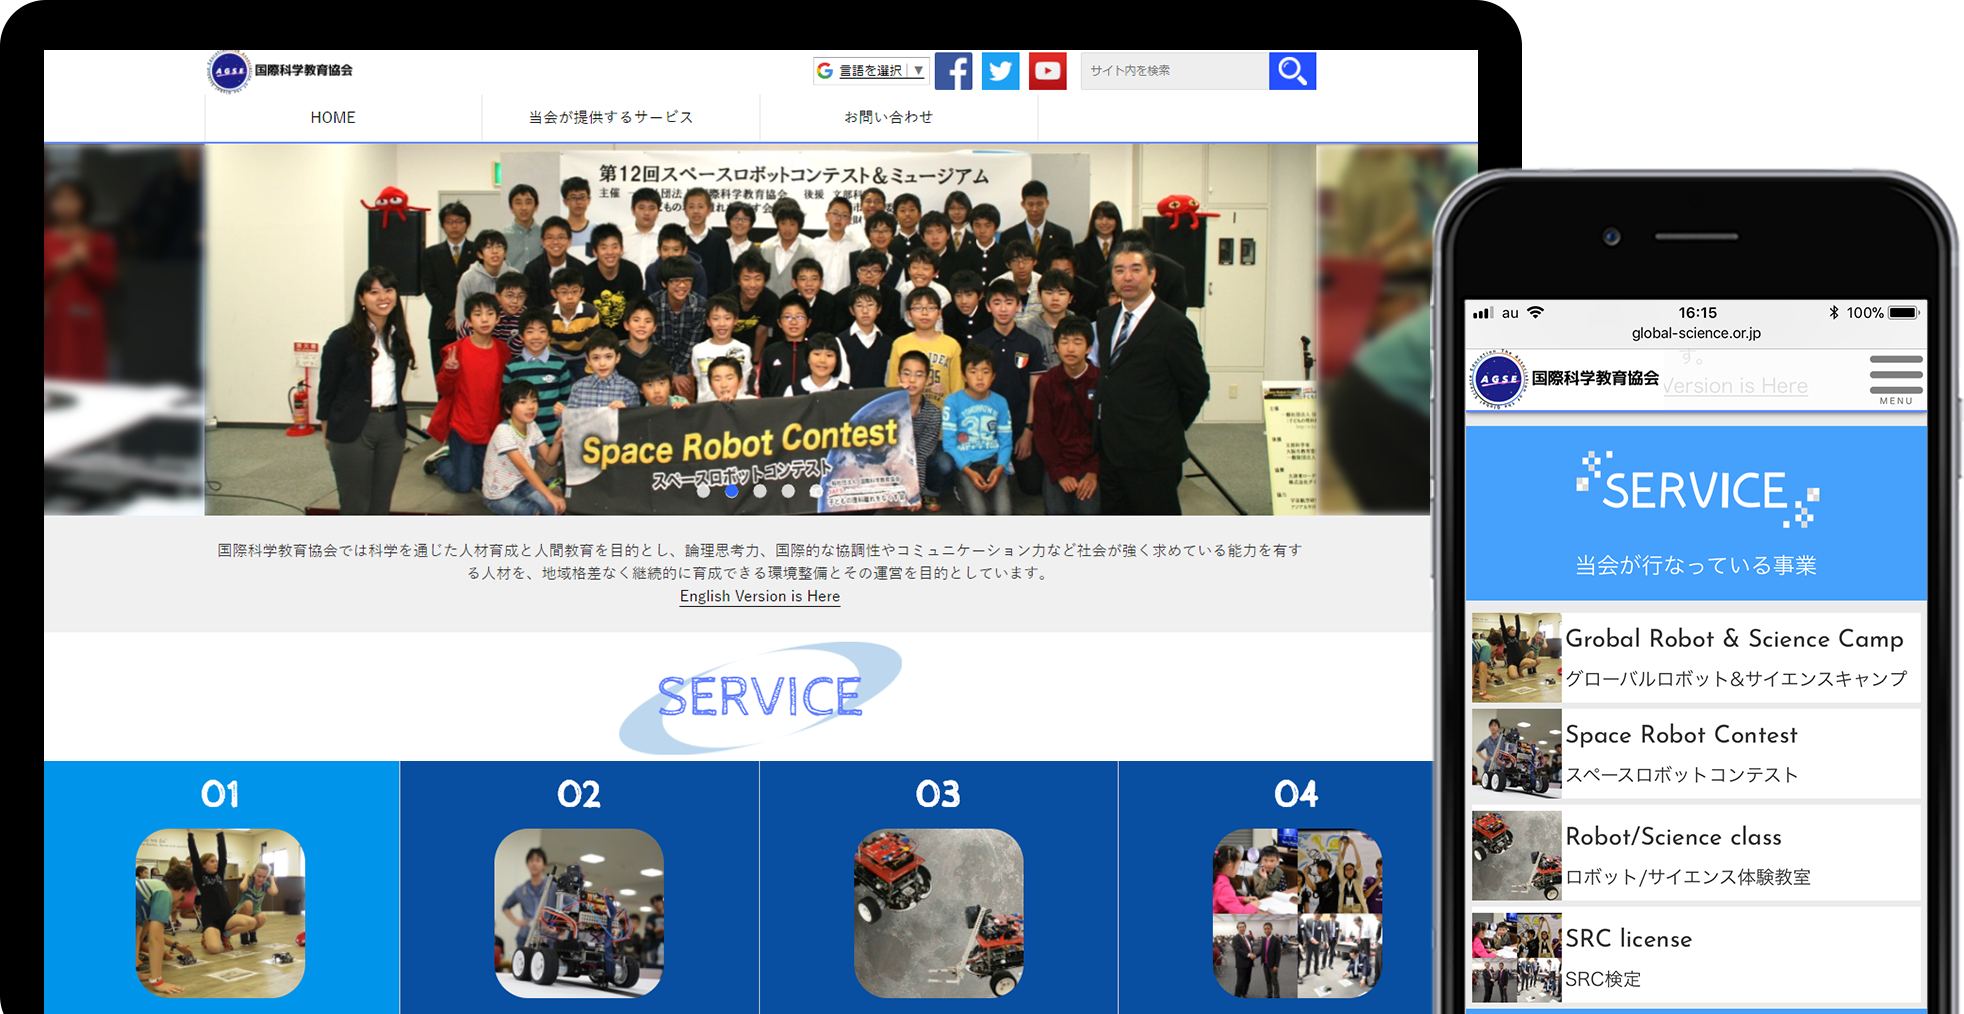 AGSE
国際科学教育協会
言語を選択
▼
サイト内を検索
HOME
当会が提供するサービス
お問い合わせ
第12回スペースロボットコンテスト&ミュージアム
主催
後援
Space Robot Contest
スペースロボットコンテスト
国際科学教育協会では科学を通じた人材育成と人間教育を目的とし、論理思考力、国際的な協調性やコミュニケーション力など社会が強く求めている能力を有す
る人材を、地域格差なく継続的に育成できる環境整備とその運営を目的としています。
English Version is Here
SERVICE
01
02
03
04
au
16:15
100%
global-science.or.jp
す。
AGSE
国際科学教育協会
Version is Here
MENU
SERVICE
当会が行なっている事業
Grobal Robot & Science Camp
グローバルロボット&サイエンスキャンプ
Space Robot Contest
スペースロボットコンテスト
Robot/Science class
ロボット/サイエンス体験教室
SRC license
SRC検定